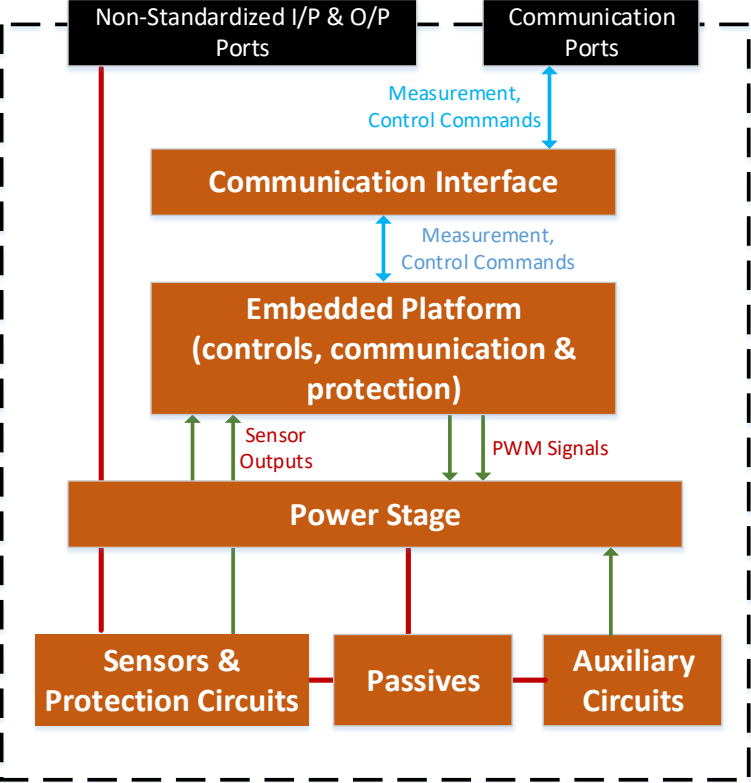 Non-Standardized I/P & O/P
Ports
Communication
Ports
Measurement,
Control Commands
Communication Interface
Measurement,
Control Commands
Embedded Platform
(controls, communication &
protection)
Sensor
Outputs
PWM Signals
Power Stage
Sensors &
Protection Circuits
Passives
Auxiliary
Circuits